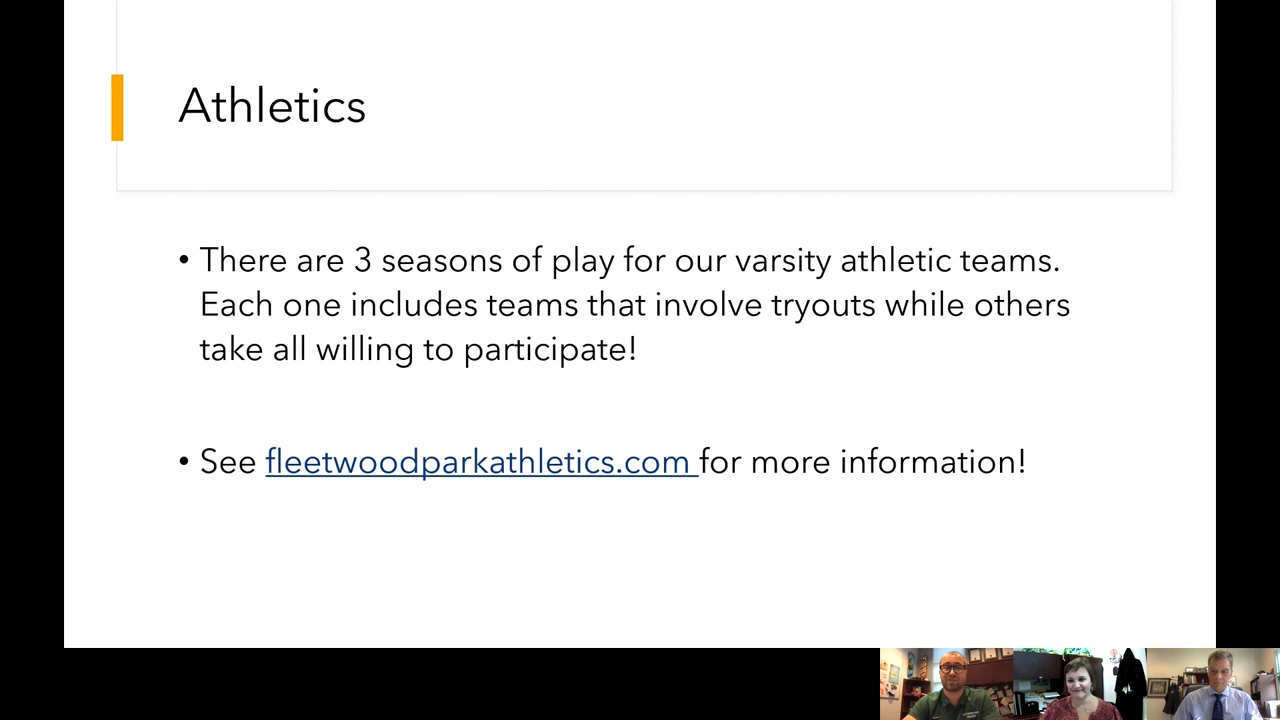 Athletics
• There are 3 seasons of play for our varsity athletic teams.
Each one includes teams that involve tryouts while others
take all willing to participate!
• See fleetwoodparkathletics.com for more information!